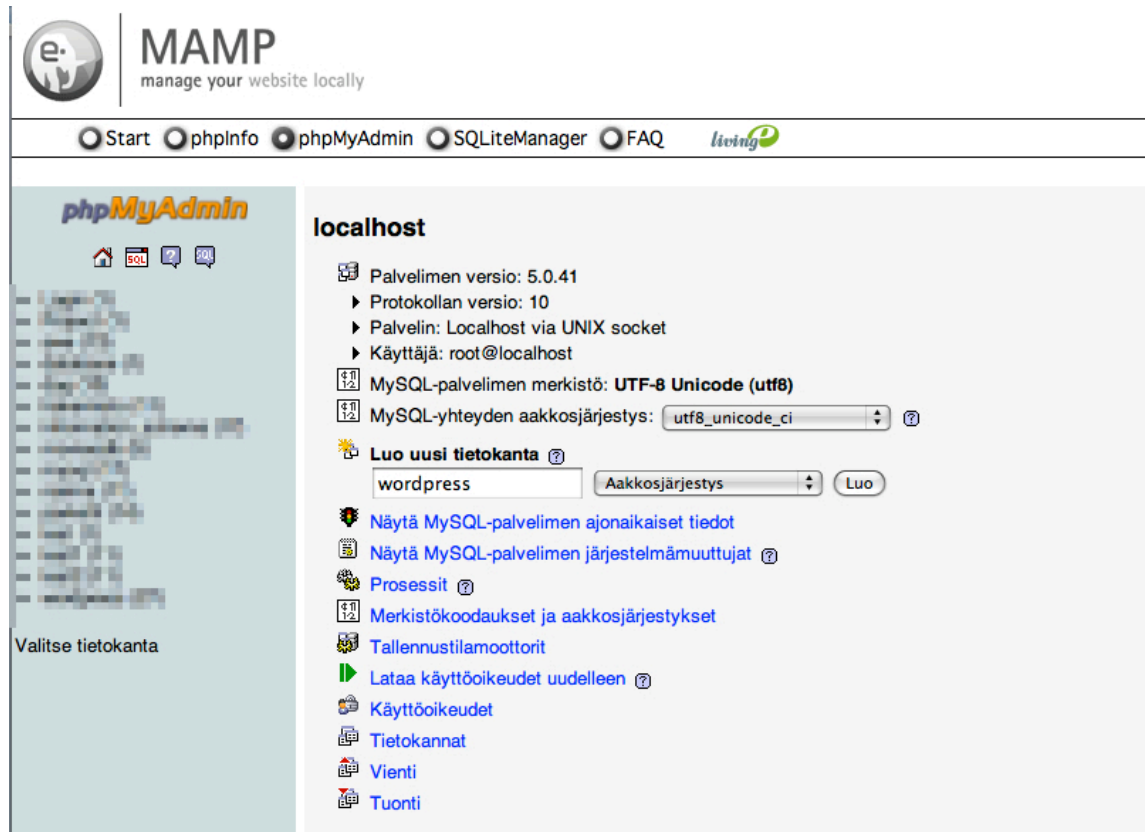 MAMP
manage your website locally
Start phpInfo phpMyAdmin SQLiteManager FAQ living e
phpMyAdmin
localhost
Palvelimen versio: 5.0.41
Protokollan versio: 10
Palvelin: Localhost via UNIX socket
Käyttäjä: root@localhost
MySQL-palvelimen merkistö: UTF-8 Unicode (utf8)
MySQL-yhteyden aakkosjärjestys: utf8_unicode_ci
Luo uusi tietokanta
wordpress Aakkosjärjestys Luo
Näytä MySQL-palvelimen ajonaikaiset tiedot
Näytä MySQL-palvelimen järjestelmämuuttujat
Prosessit
Merkistökoodaukset ja aakkosjärjestykset
Valitse tietokanta
Tallennustilamoottorit
Lataa käyttöoikeudet uudelleen
Käyttöoikeudet
Tietokannat
Vienti
Tuonti